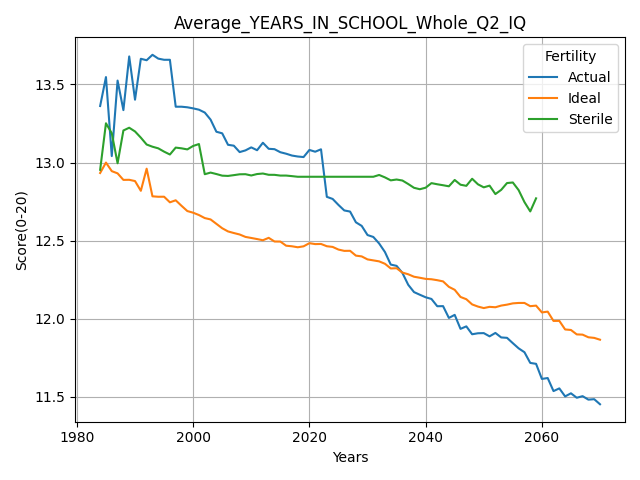 Average_YEARS_IN_SCHOOL_Whole_Q2_IQ
Fertility
Actual
Ideal
Sterile
Score(0-20)
13.5
13.0
12.5
12.0
11.5
1980
2000
2020
2040
2060
Years